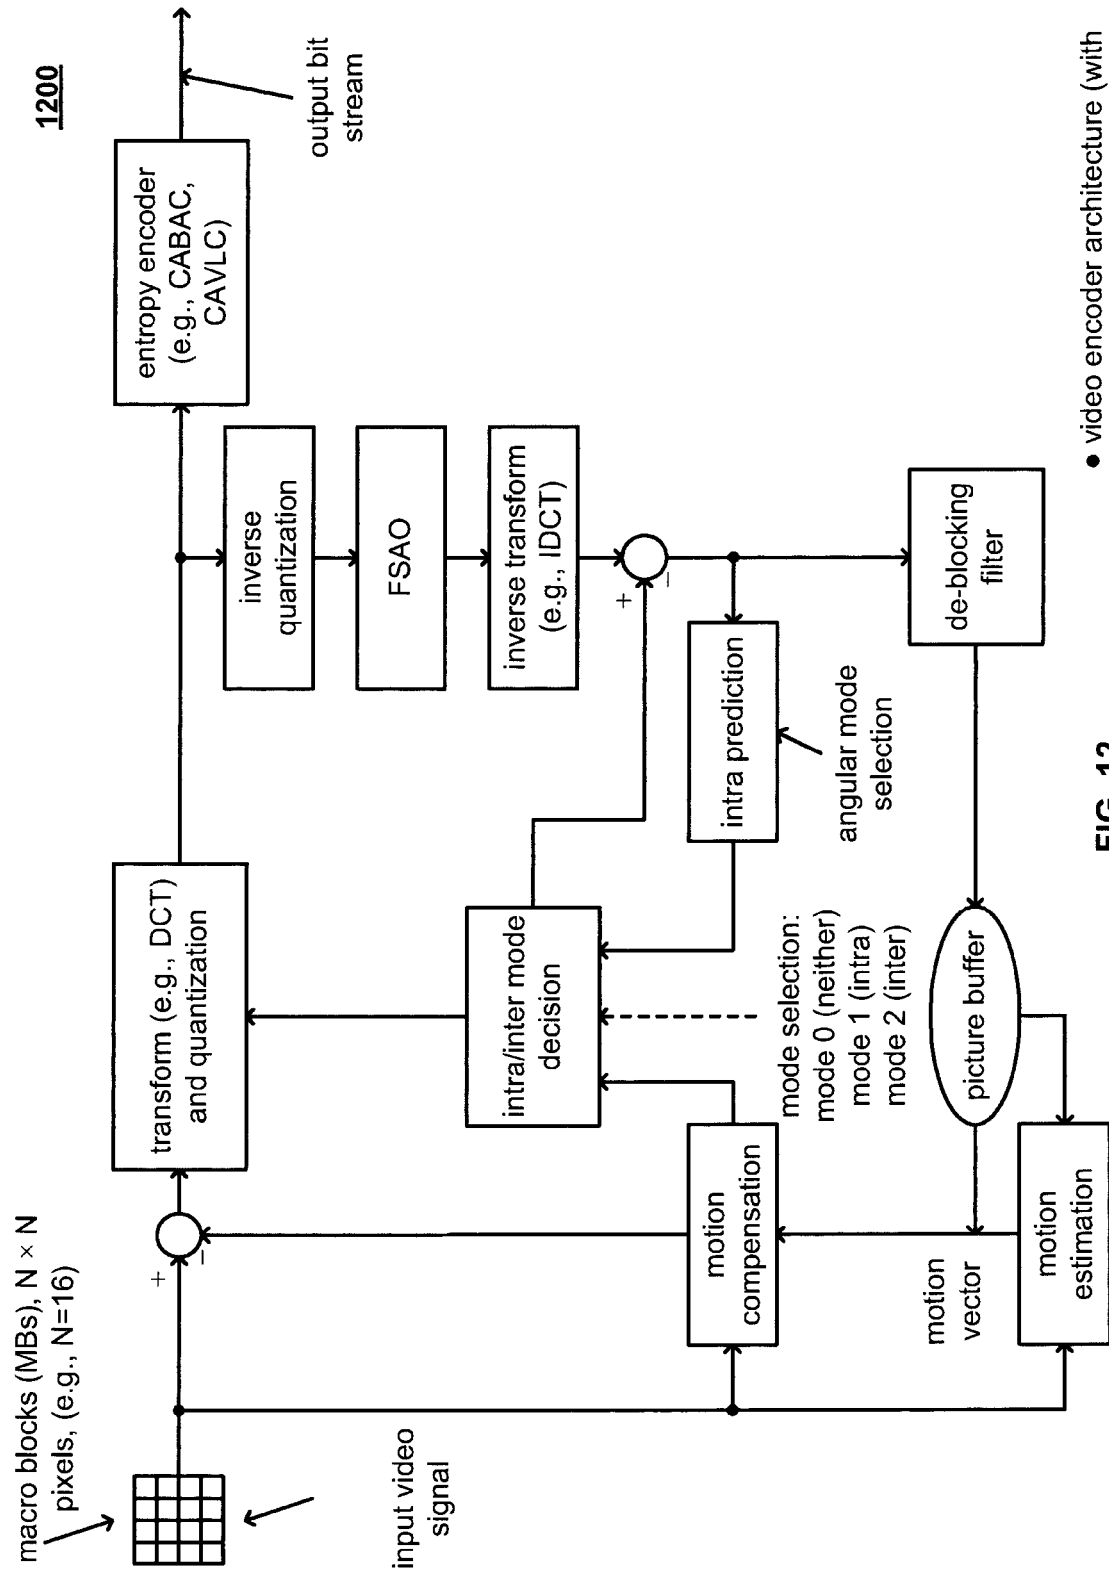 1200
macro blocks (MBs), N × N
pixels, (e.g., N=16)
input video
signal
+
−
transform (e.g., DCT)
and quantization
entropy encoder
(e.g., CABAC,
CAVLC)
output bit
stream
inverse
quantization
FSAO
inverse transform
(e.g., IDCT)
+
−
intra/inter mode
decision
intra prediction
angular mode
selection
mode selection:
mode 0 (neither)
mode 1 (intra)
mode 2 (inter)
motion
compensation
motion
vector
motion
estimation
picture buffer
de-blocking
filter
FIG. 12
• video encoder architecture (with